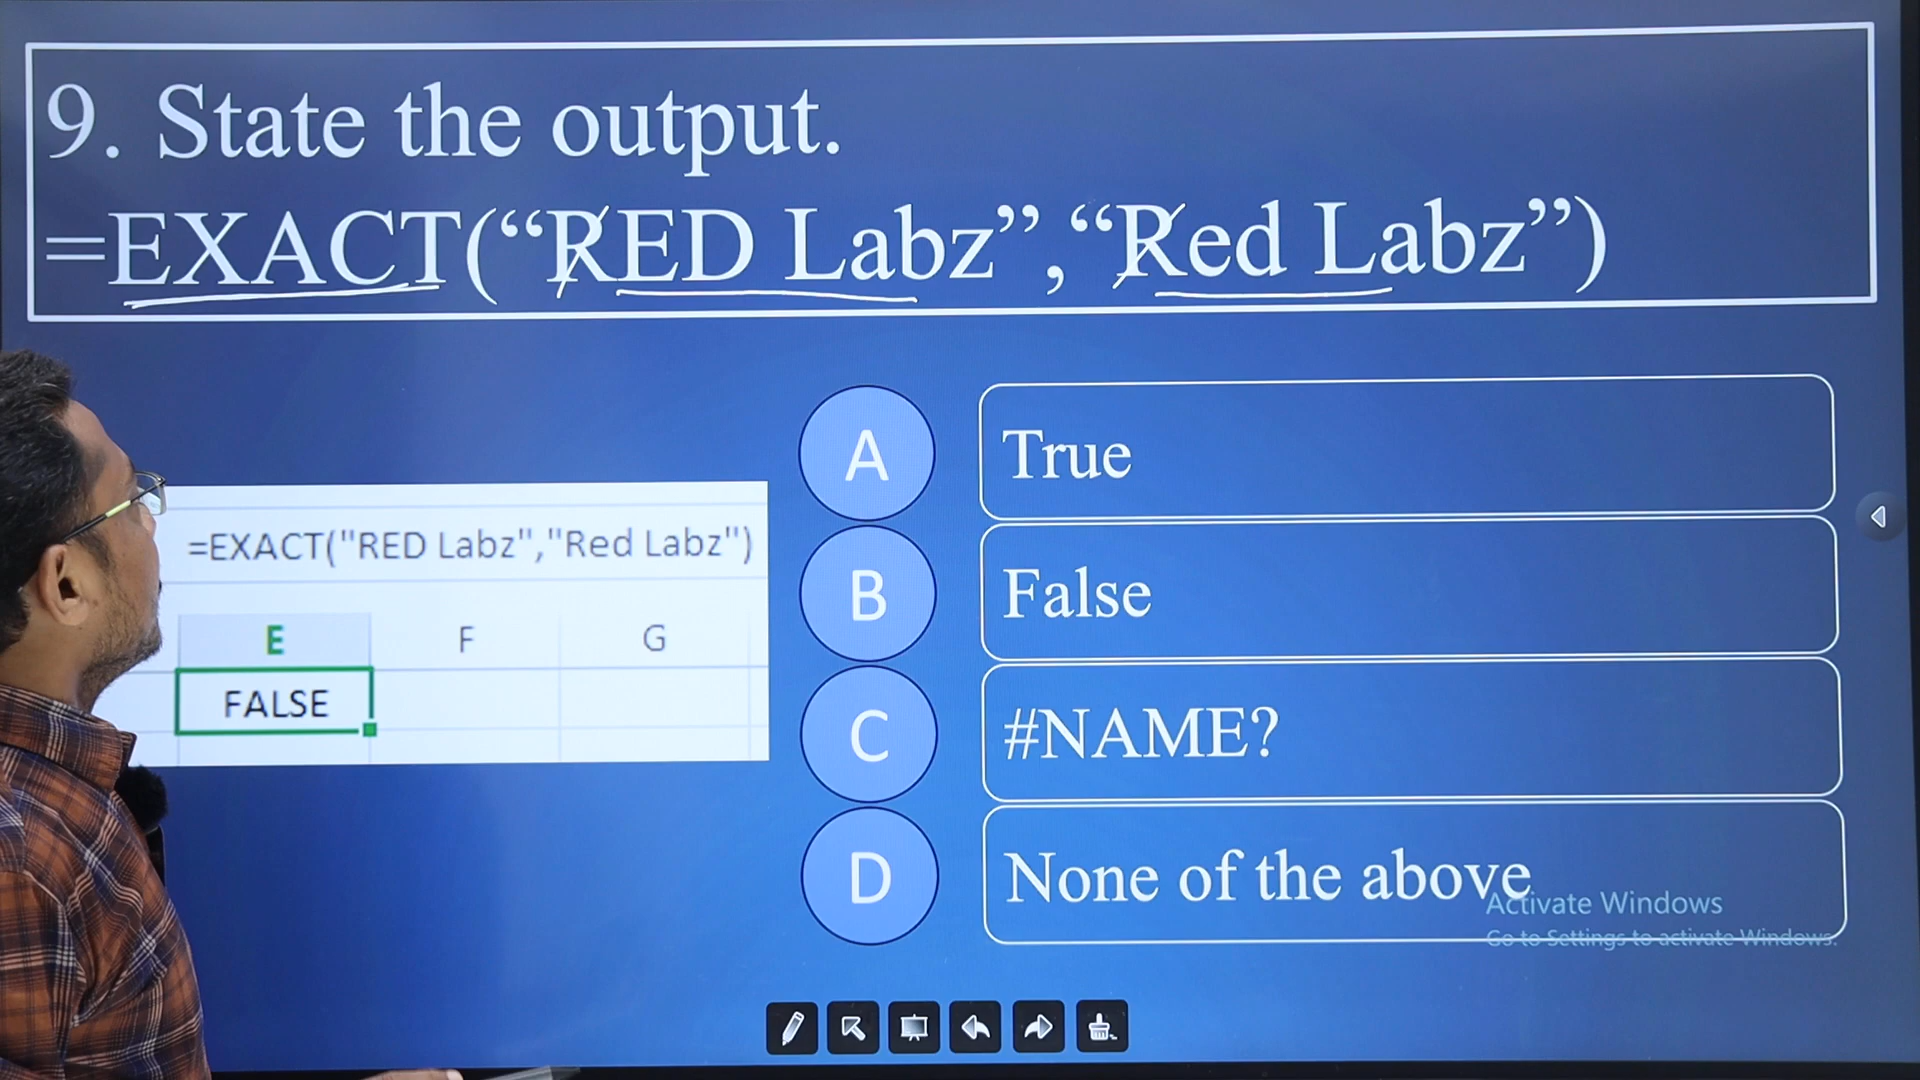 9. State the output.
=EXACT(“RED Labz”,“Red Labz”)
=EXACT("RED Labz","Red Labz")
E F G
FALSE
A True
B False
C #NAME?
D None of the above
Activate Windows
Go to Settings to activate Windows.